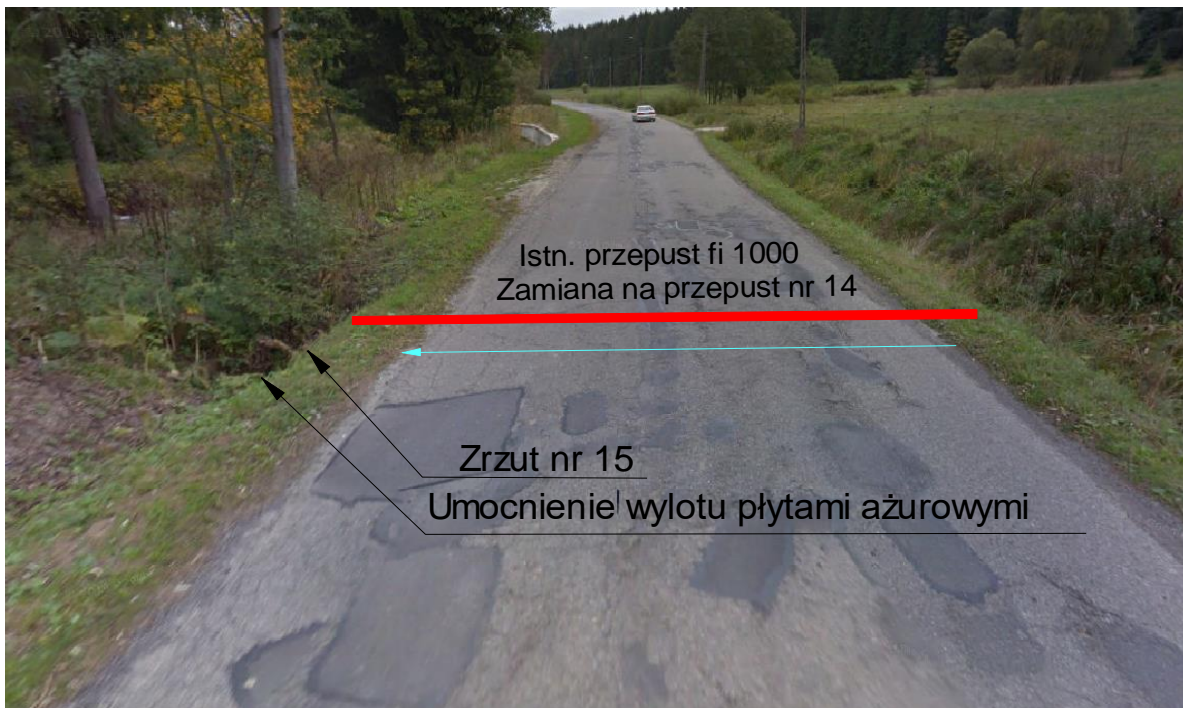 Istn. przepust fi 1000
Zamiana na przepust nr 14
Zrzut nr 15
Umocnienie wylotu płytami ażurowymi